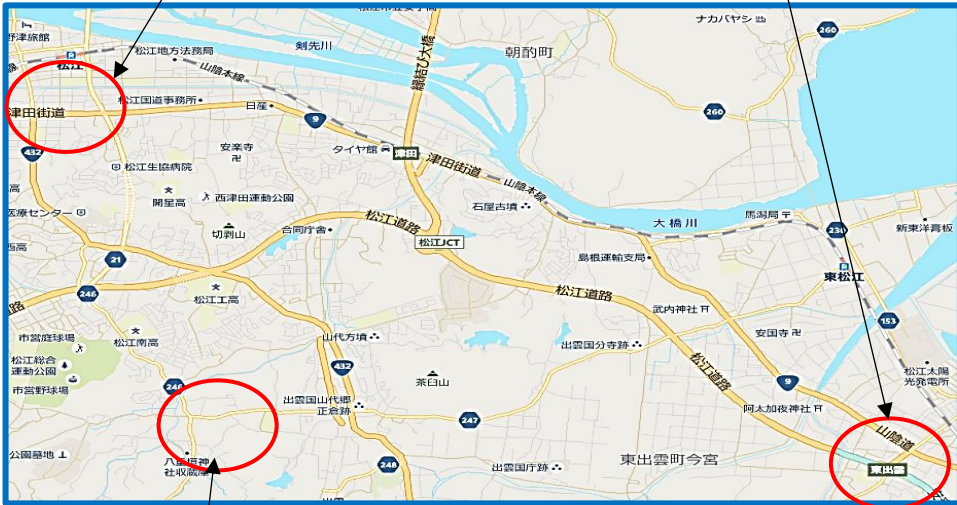 ナカバヤシ
260
野津旅館
松江地方法務局
剣先川
朝酌町
縁結び大橋
松江
山陰本線
津田街道
松江国道事務所
日産
9
260
432
安楽寺
タイヤ館
津田
津田街道
松江生協病院
山陰本線
開星高
西津田運動公園
石屋古墳
医療センター
切剥山
合同庁舎
松江道路
大橋川
馬潟局
230
新東洋膏板
松江JCT
島根運輸支局
東松江
21
246
松江工高
松江道路
武内神社
153
市営庭球場
松江南高
山代方墳
出雲国分寺跡
安国寺
松江総合
運動公園
432
茶臼山
松江道路
9
松江太陽
光発電所
市営野球場
246
出雲国山代郷
正倉跡
247
阿太加夜神社
山陰道
公園墓地
八重垣神
社収蔵庫
248
出雲国庁跡
東出雲町今宮
東出雲